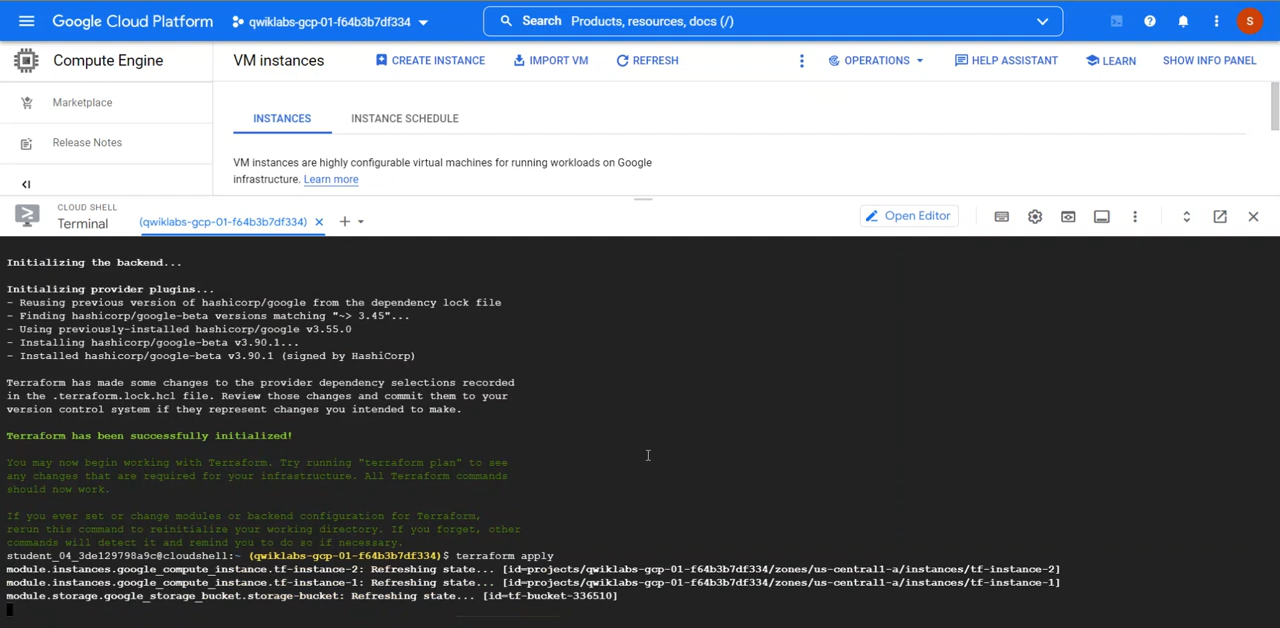 Google Cloud Platform
qwiklabs-gcp-01-f64b3b7df334
Search Products, resources, docs (/)
S
Compute Engine
VM instances
CREATE INSTANCE
IMPORT VM
REFRESH
OPERATIONS
HELP ASSISTANT
LEARN
SHOW INFO PANEL
Marketplace
Release Notes
INSTANCES
INSTANCE SCHEDULE
VM instances are highly configurable virtual machines for running workloads on Google
infrastructure. Learn more
CLOUD SHELL
Terminal
(qwiklabs-gcp-01-f64b3b7df334)
Open Editor
Initializing the backend...
Initializing provider plugins...
- Reusing previous version of hashicorp/google from the dependency lock file
- Finding hashicorp/google-beta versions matching "~> 3.45"...
- Using previously-installed hashicorp/google v3.55.0
- Installing hashicorp/google-beta v3.90.1...
- Installed hashicorp/google-beta v3.90.1 (signed by HashiCorp)
Terraform has made some changes to the provider dependency selections recorded
in the .terraform.lock.hcl file. Review those changes and commit them to your
version control system if they represent changes you intended to make.
Terraform has been successfully initialized!
You may now begin working with Terraform. Try running "terraform plan" to see
any changes that are required for your infrastructure. All Terraform commands
should now work.
If you ever set or change modules or backend configuration for Terraform,
rerun this command to reinitialize your working directory. If you forget, other
commands will detect it and remind you to do so if necessary.
student_04_3de129798a9c@cloudshell:~ (qwiklabs-gcp-01-f64b3b7df334)$ terraform apply
module.instances.google_compute_instance.tf-instance-2: Refreshing state... [id=projects/qwiklabs-gcp-01-f64b3b7df334/zones/us-central1-a/instances/tf-instance-2]
module.instances.google_compute_instance.tf-instance-1: Refreshing state... [id=projects/qwiklabs-gcp-01-f64b3b7df334/zones/us-central1-a/instances/tf-instance-1]
module.storage.google_storage_bucket.storage-bucket: Refreshing state... [id=tf-bucket-336510]